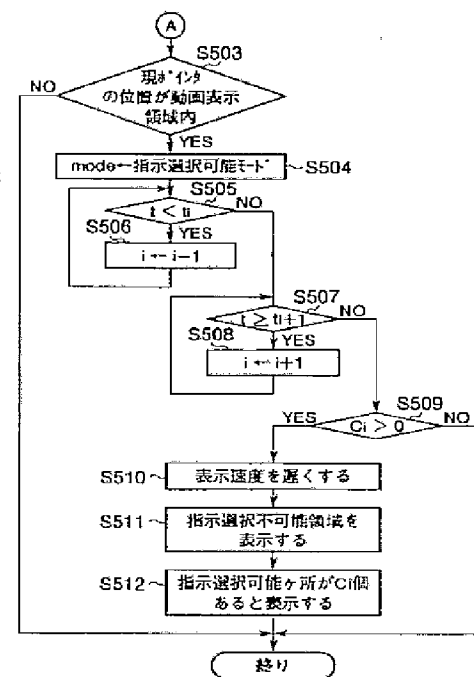 A
S503
現ポインタ
の位置が動画表示
領域内
NO
YES
mode←指示選択可能モード
S504
S505
t < ti
NO
YES
S506
i ← i-1
S507
t ≥ ti+1
NO
YES
S508
i ← i+1
S509
Ci > 0
YES
NO
S510
表示速度を遅くする
S511
指示選択不可能領域を
表示する
S512
指示選択可能ヶ所がCi個
あると表示する
終り